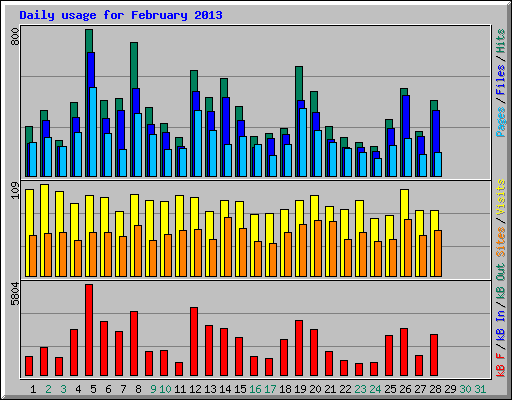 Daily usage for February 2013
800
109
5804
Pages / Files / Hits
Sites / Visits
kB F / kB In / kB Out
1 2 3 4 5 6 7 8 9 10 11 12 13 14 15 16 17 18 19 20 21 22 23 24 25 26 27 28 29 30 31